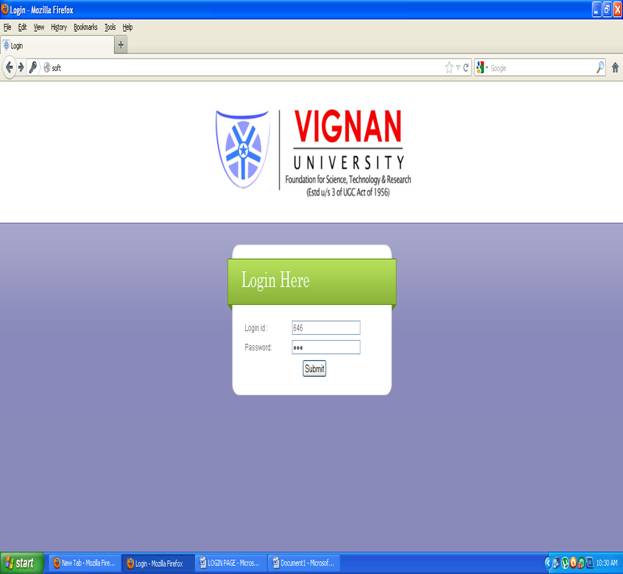 Login - Mozilla Firefox
File Edit View History Bookmarks Tools Help
Login
soft
Google
VIGNAN
UNIVERSITY
Foundation for Science, Technology & Research
(Estd u/s 3 of UGC Act of 1956)
Login Here
Login id :
646
Password:
Submit
start
New Tab - Mozilla Fire...
Login - Mozilla Firefox
LOGIN PAGE - Micros...
Document1 - Microsof...
10:30 AM